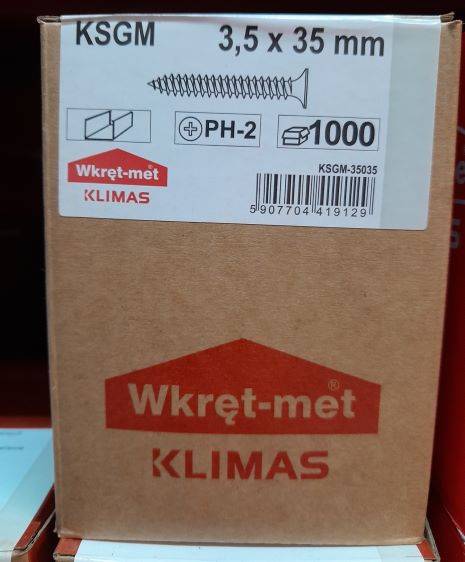 KSGM 3,5 x 35 mm
PH-2 1000
Wkręt-met
KLIMAS
KSGM-35035
5 907704 419129
Wkręt-met®
KLIMAS